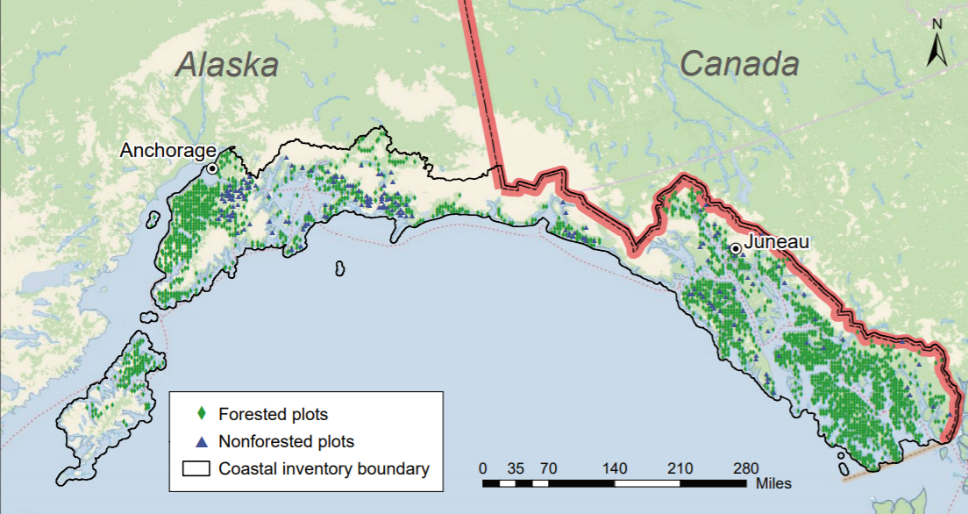 N
Alaska
Canada
Anchorage
Juneau
Forested plots
Nonforested plots
Coastal inventory boundary
0 35 70 140 210 280
Miles